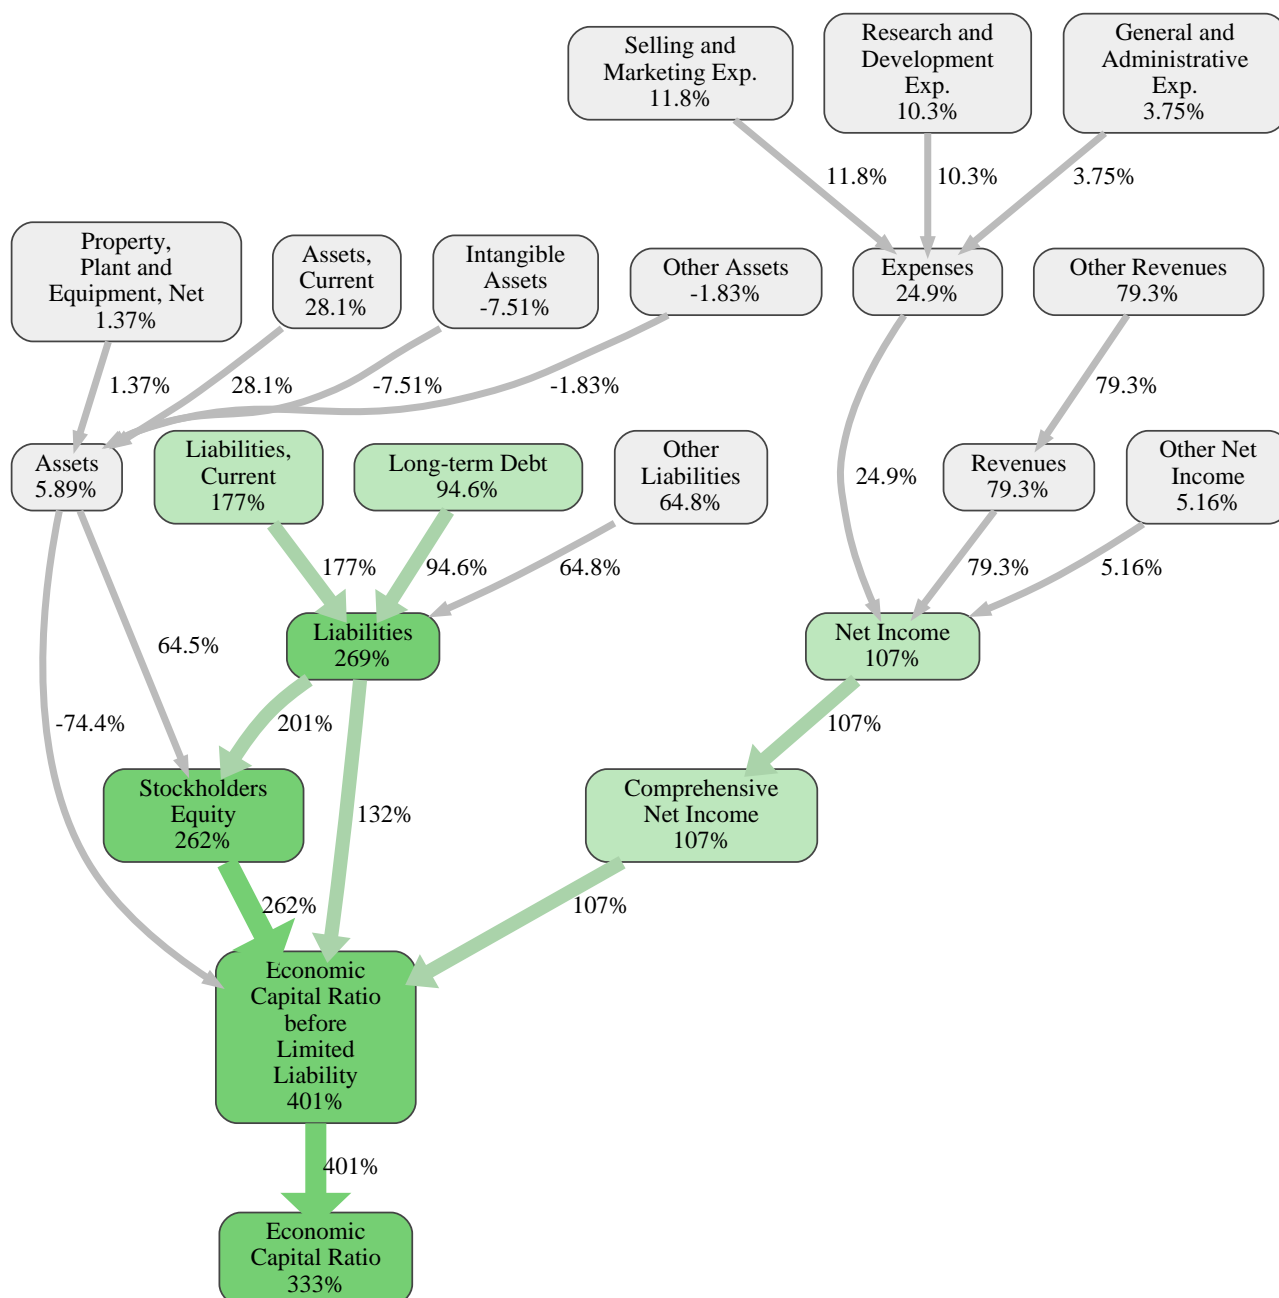 Selling and
Marketing Exp.
11.8%
Research and
Development
Exp.
10.3%
General and
Administrative
Exp.
3.75%
11.8%
10.3%
3.75%
Property,
Plant and
Equipment, Net
1.37%
Assets,
Current
28.1%
Intangible
Assets
-7.51%
Other Assets
-1.83%
Expenses
24.9%
Other Revenues
79.3%
1.37%
28.1%
-7.51%
-1.83%
79.3%
Assets
5.89%
Liabilities,
Current
177%
Long-term Debt
94.6%
Other
Liabilities
64.8%
24.9%
Revenues
79.3%
Other Net
Income
5.16%
177%
94.6%
64.8%
79.3%
5.16%
64.5%
Liabilities
269%
Net Income
107%
-74.4%
201%
107%
Stockholders
Equity
262%
132%
Comprehensive
Net Income
107%
262%
107%
Economic
Capital Ratio
before
Limited
Liability
401%
401%
Economic
Capital Ratio
333%